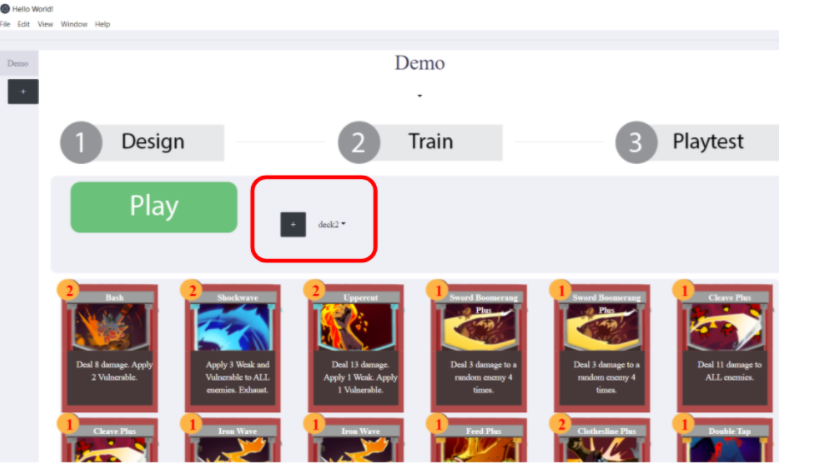 Hello World!
File Edit View Window Help
Demo
Demo
+
1 Design
2 Train
3 Playtest
Play
+ deck2
2 Bash
Deal 8 damage. Apply
2 Vulnerable.
2 Shockwave
Apply 3 Weak and
Vulnerable to ALL
enemies. Exhaust.
2 Uppercut
Deal 13 damage.
Apply 1 Weak. Apply
1 Vulnerable.
1 Sword Boomerang
Plus
Deal 3 damage to a
random enemy 4
times.
1 Sword Boomerang
Plus
Deal 3 damage to a
random enemy 4
times.
1 Cleave Plus
Deal 11 damage to
ALL enemies.
1 Cleave Plus
1 Iron Wave
1 Iron Wave
1 Feed Plus
2 Clothesline Plus
1 Double Tap